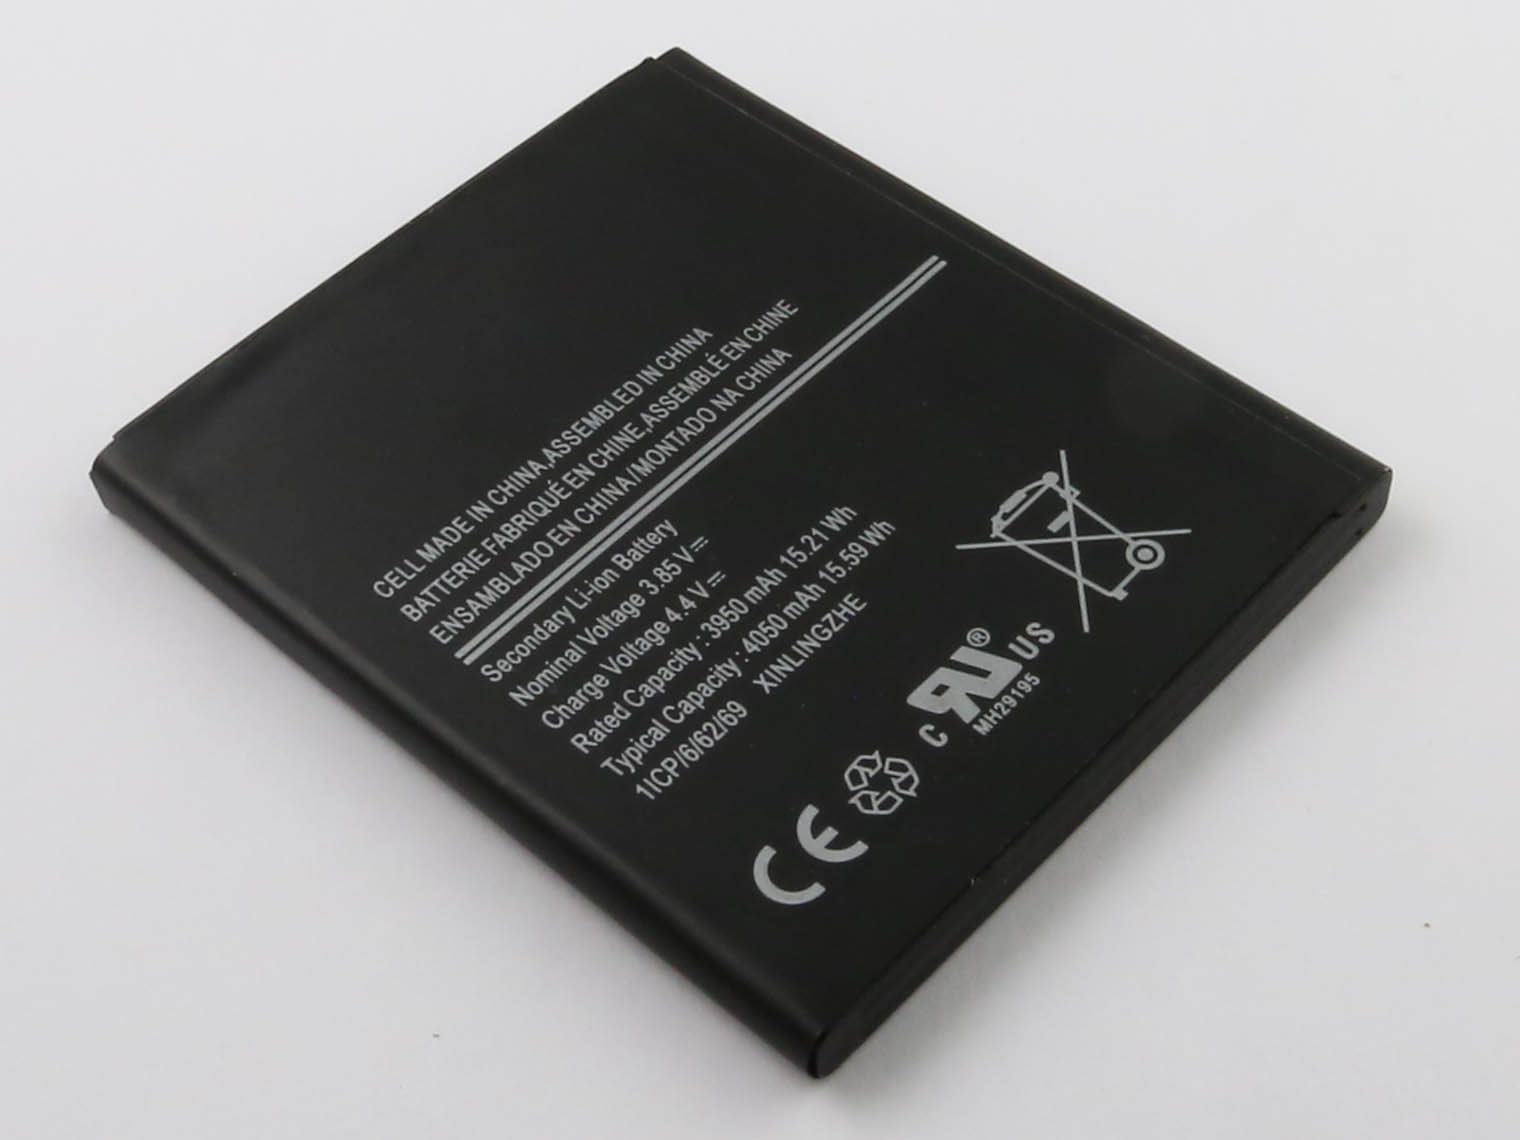 CELL MADE IN CHINA,ASSEMBLED IN CHINA
BATTERIE FABRIQUÉ EN CHINE,ASSEMBLÉ EN CHINE
ENSAMBLADO EN CHINA/MONTADO NA CHINA
Secondary Li-ion Battery
Nominal Voltage 3.85 V⎓
Charge Voltage 4.4 V⎓
Rated Capacity : 3950 mAh 15.21 Wh
Typical Capacity : 4050 mAh 15.59 Wh
1ICP/6/62/69 XINLINGZHE
CE
C RU® US
MH29195